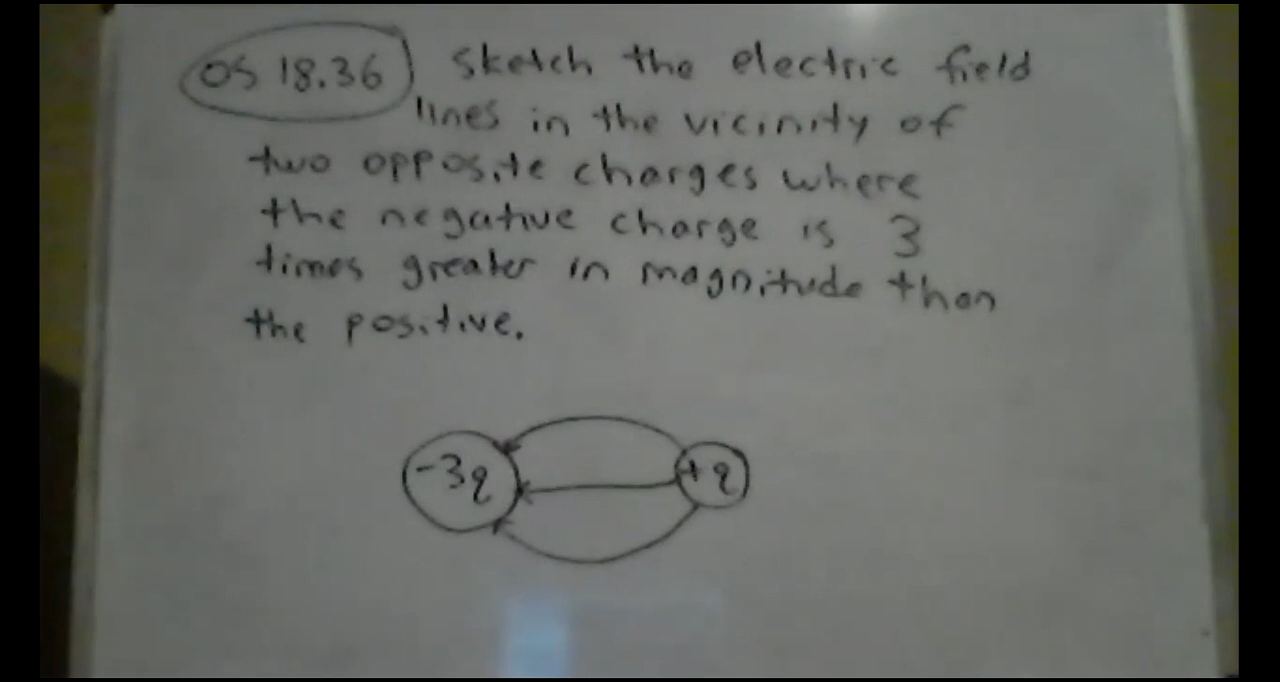 OS 18.36 Sketch the electric field
lines in the vicinity of
two opposite charges where
the negative charge is 3
times greater in magnitude than
the positive.
-3q +q